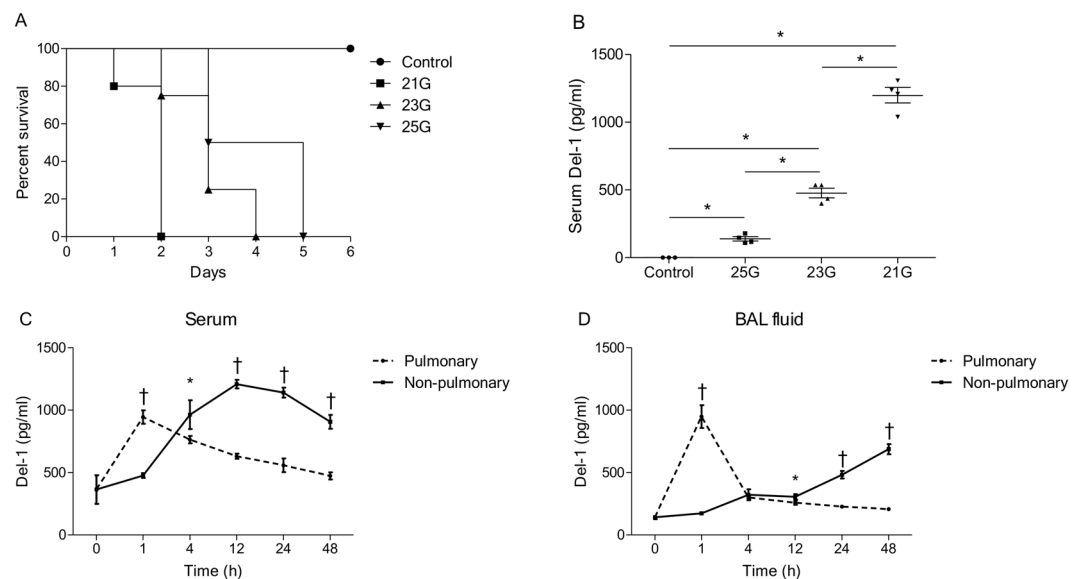 A
Percent survival
100
80
60
40
20
0
0 1 2 3 4 5 6
Days
Control
21G
23G
25G
B
Serum Del-1 (pg/ml)
1500
1000
500
0
* * * * * 
Control 25G 23G 21G
C
Serum
Del-1 (pg/ml)
1500
1000
500
0
† * † † †
0 1 4 12 24 48
Time (h)
Pulmonary
Non-pulmonary
D
BAL fluid
Del-1 (pg/ml)
1500
1000
500
0
† * † †
0 1 4 12 24 48
Time (h)
Pulmonary
Non-pulmonary